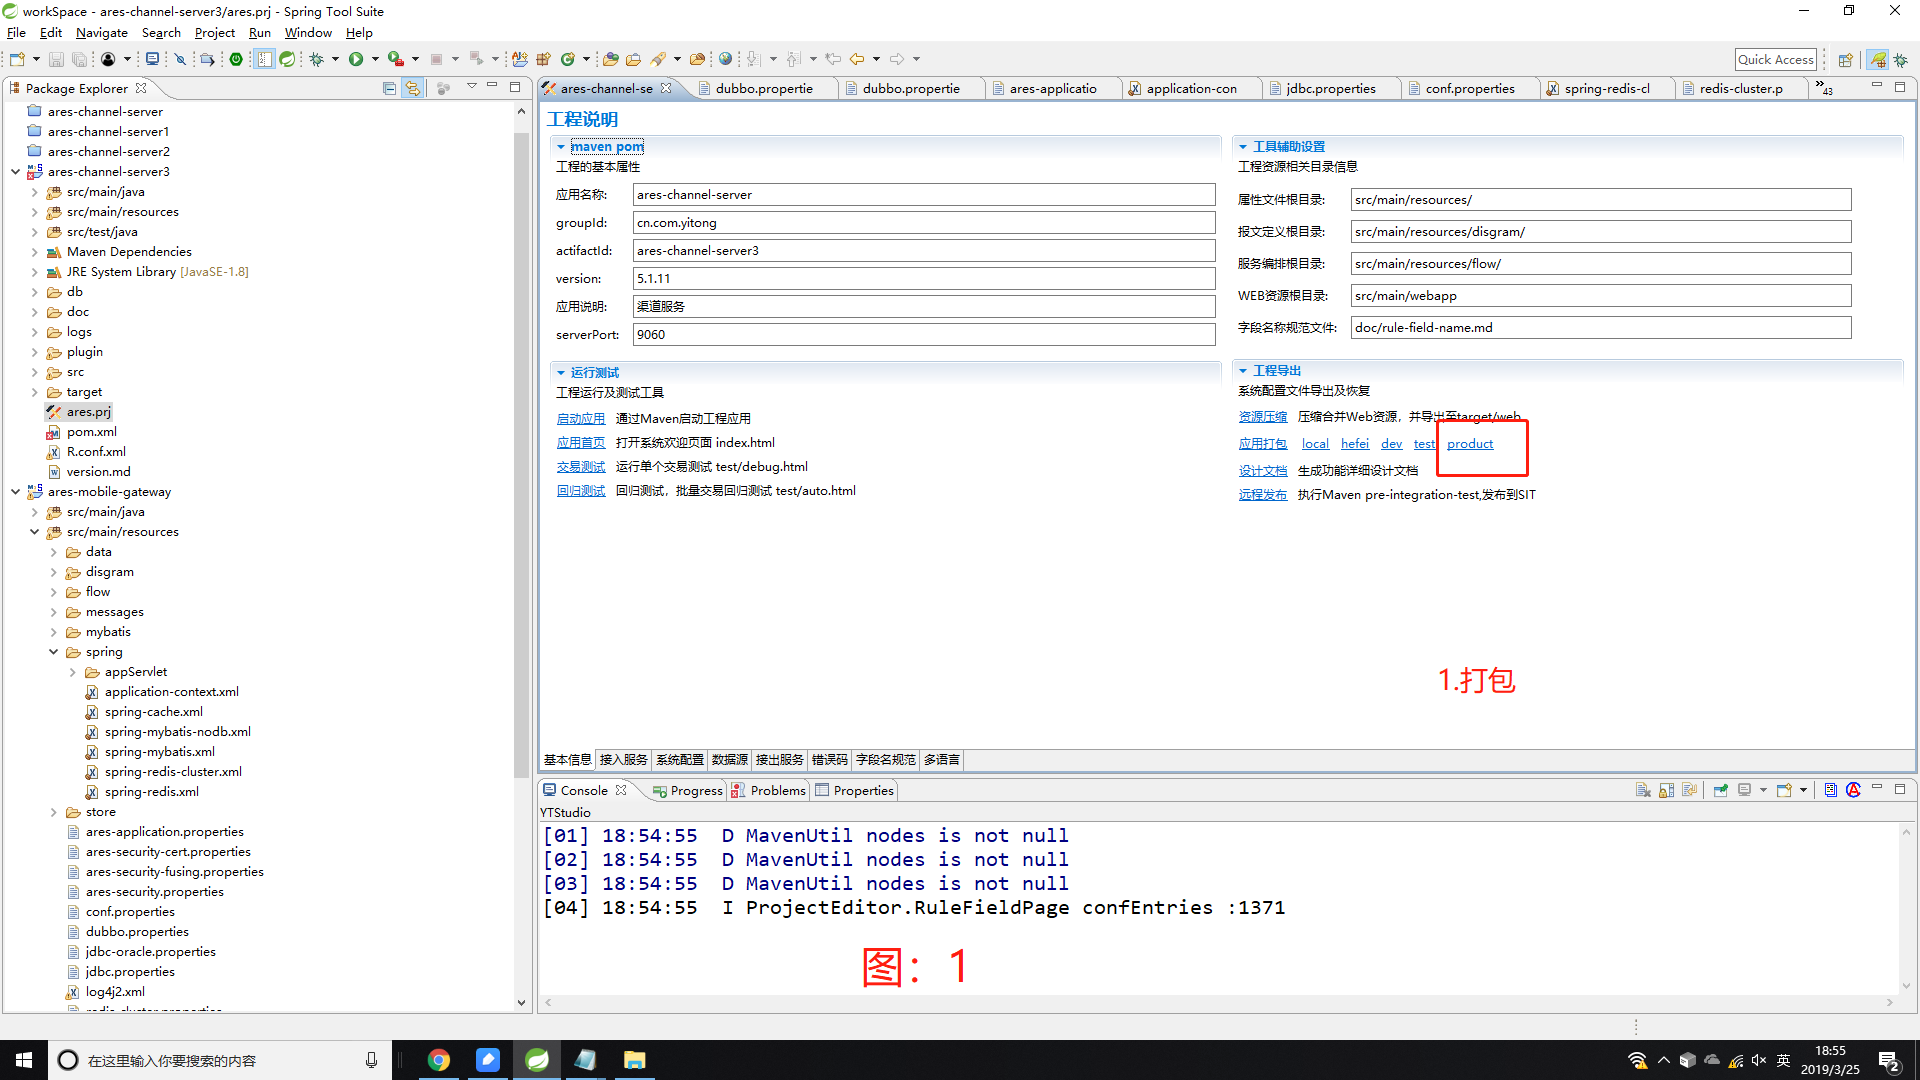 workSpace - ares-channel-server3/ares.prj - Spring Tool Suite
File Edit Navigate Search Project Run Window Help
Quick Access
Package Explorer
ares-channel-server
ares-channel-server1
ares-channel-server2
ares-channel-server3
src/main/java
src/main/resources
src/test/java
Maven Dependencies
JRE System Library [JavaSE-1.8]
db
doc
logs
plugin
src
target
ares.prj
pom.xml
R.conf.xml
version.md
ares-mobile-gateway
src/main/java
src/main/resources
data
disgram
flow
messages
mybatis
spring
appServlet
application-context.xml
spring-cache.xml
spring-mybatis-nodb.xml
spring-mybatis.xml
spring-redis-cluster.xml
spring-redis.xml
store
ares-application.properties
ares-security-cert.properties
ares-security-fusing.properties
ares-security.properties
conf.properties
dubbo.properties
jdbc-oracle.properties
jdbc.properties
log4j2.xml
ares-channel-se dubbo.propertie dubbo.propertie ares-applicatio application-con jdbc.properties conf.properties spring-redis-cl redis-cluster.p 43
工程说明
maven pom
工程的基本属性
应用名称: ares-channel-server
groupId: cn.com.yitong
actifactId: ares-channel-server3
version: 5.1.11
应用说明: 渠道服务
serverPort: 9060
工具辅助设置
工程资源相关目录信息
属性文件根目录: src/main/resources/
报文定义根目录: src/main/resources/disgram/
服务编排根目录: src/main/resources/flow/
WEB资源根目录: src/main/webapp
字段名称规范文件: doc/rule-field-name.md
运行测试
工程运行及测试工具
启动应用 通过Maven启动工程应用
应用首页 打开系统欢迎页面 index.html
交易测试 运行单个交易测试 test/debug.html
回归测试 回归测试，批量交易回归测试 test/auto.html
工程导出
系统配置文件导出及恢复
资源压缩 压缩合并Web资源，并导出至target/web
应用打包 local hefei dev test product
设计文档 生成功能详细设计文档
远程发布 执行Maven pre-integration-test,发布到SIT
1.打包
基本信息 接入服务 系统配置 数据源 接出服务 错误码 字段名规范 多语言
Console Progress Problems Properties
YTStudio
[01] 18:54:55 D MavenUtil nodes is not null
[02] 18:54:55 D MavenUtil nodes is not null
[03] 18:54:55 D MavenUtil nodes is not null
[04] 18:54:55 I ProjectEditor.RuleFieldPage confEntries :1371
图：1
在这里输入你要搜索的内容
英
18:55
2019/3/25
2